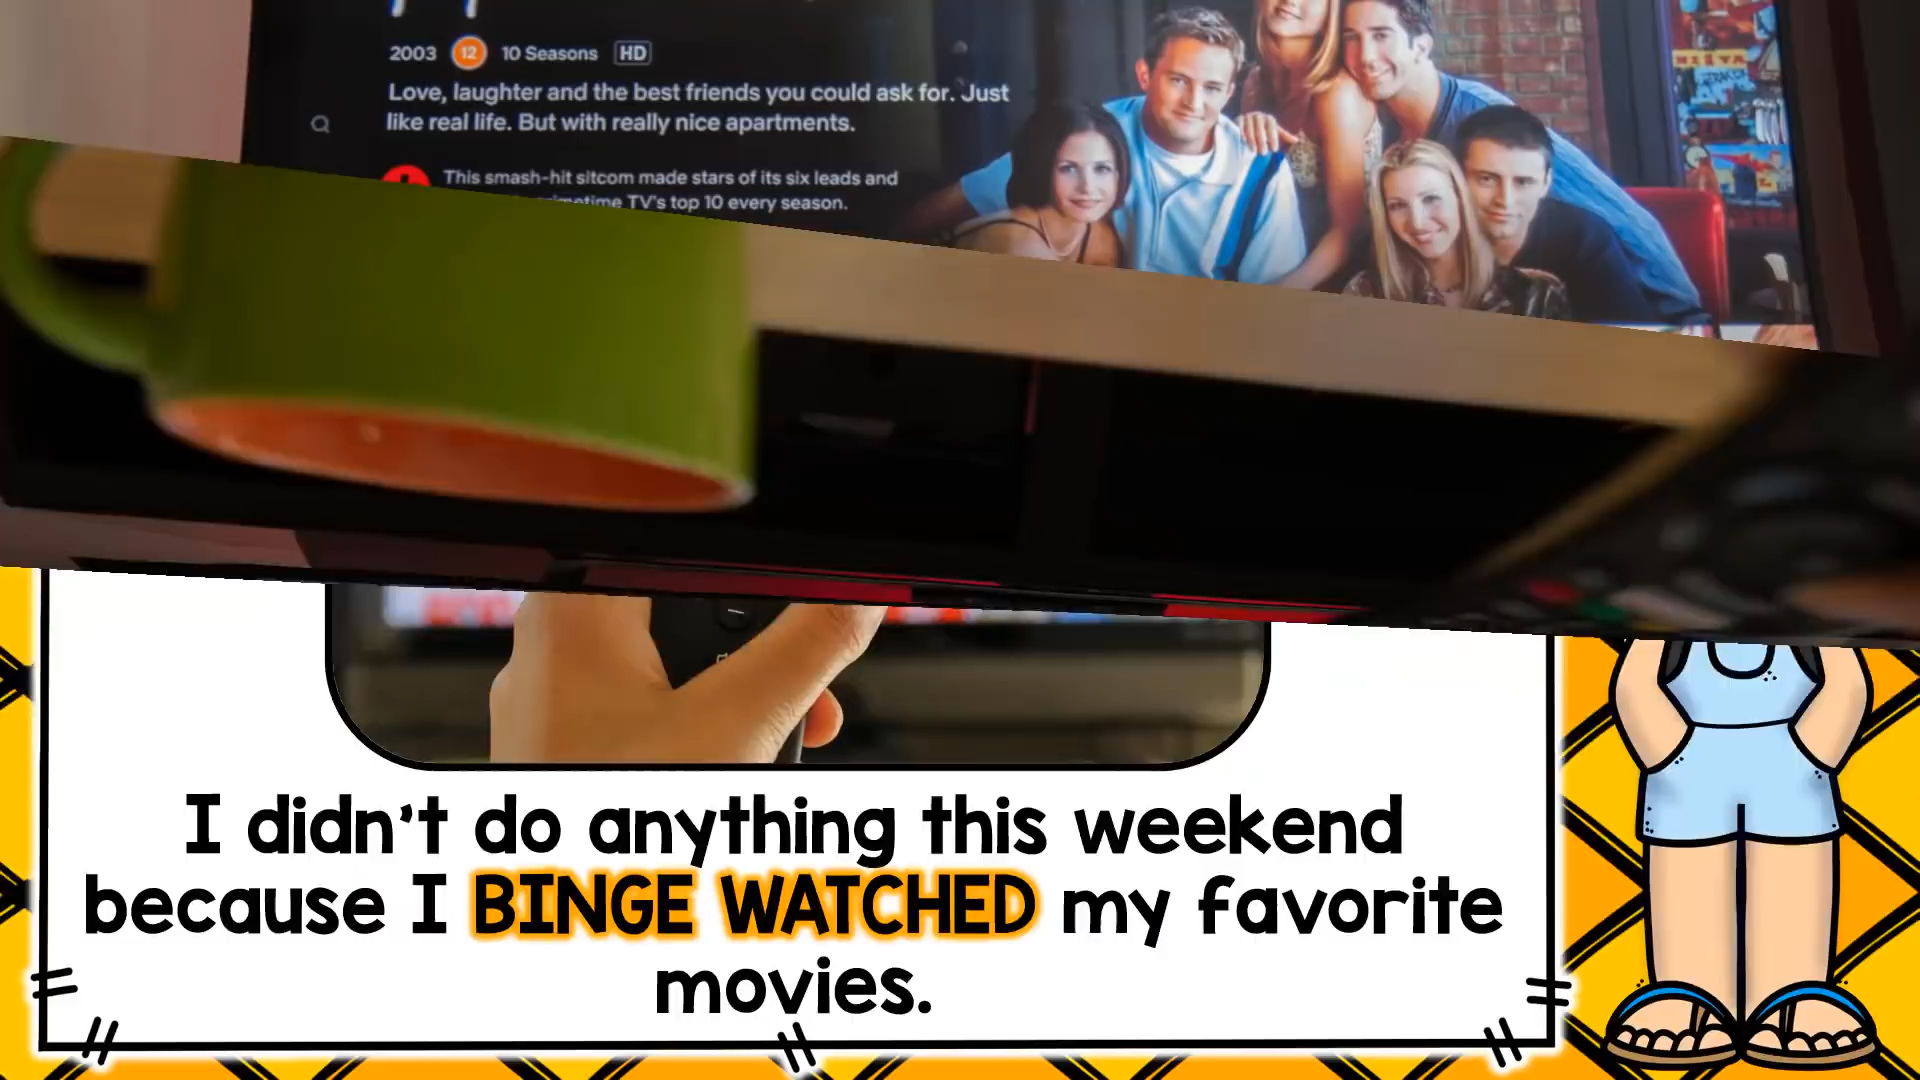 2003 12 10 Seasons HD
Love, laughter and the best friends you could ask for. Just
like real life. But with really nice apartments.
This smash-hit sitcom made stars of its six leads and
TV's top 10 every season.
I didn't do anything this weekend
because I BINGE WATCHED my favorite
movies.